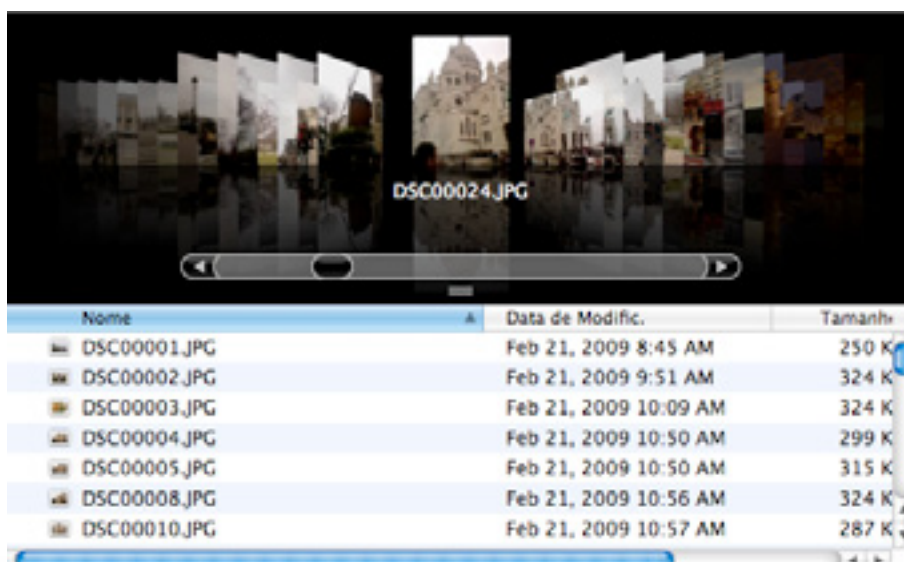 DSC00024.JPG
Nome Data de Modific. Tamanh
DSC00001.JPG Feb 21, 2009 8:45 AM 250 K
DSC00002.JPG Feb 21, 2009 9:51 AM 324 K
DSC00003.JPG Feb 21, 2009 10:09 AM 324 K
DSC00004.JPG Feb 21, 2009 10:50 AM 299 K
DSC00005.JPG Feb 21, 2009 10:50 AM 315 K
DSC00008.JPG Feb 21, 2009 10:56 AM 324 K
DSC00010.JPG Feb 21, 2009 10:57 AM 287 K